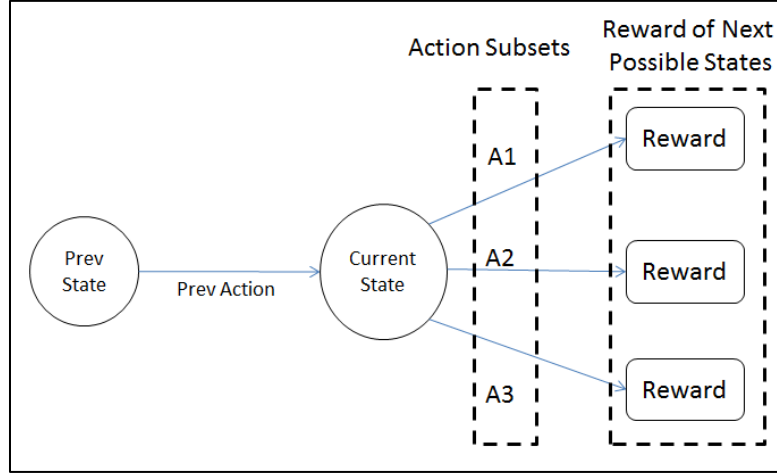 Action Subsets
Reward of Next
Possible States
A1
Reward
Prev
State
Prev Action
Current
State
A2
Reward
A3
Reward